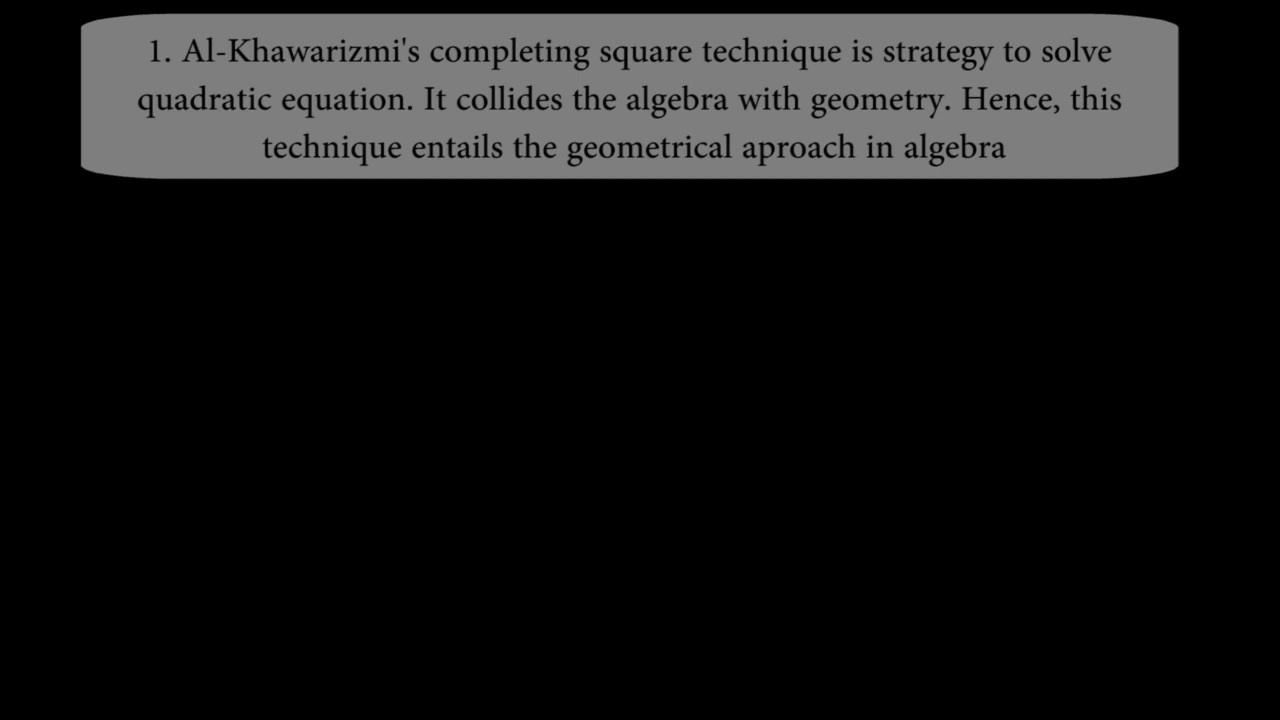 1. Al-Khawarizmi's completing square technique is strategy to solve
quadratic equation. It collides the algebra with geometry. Hence, this
technique entails the geometrical aproach in algebra